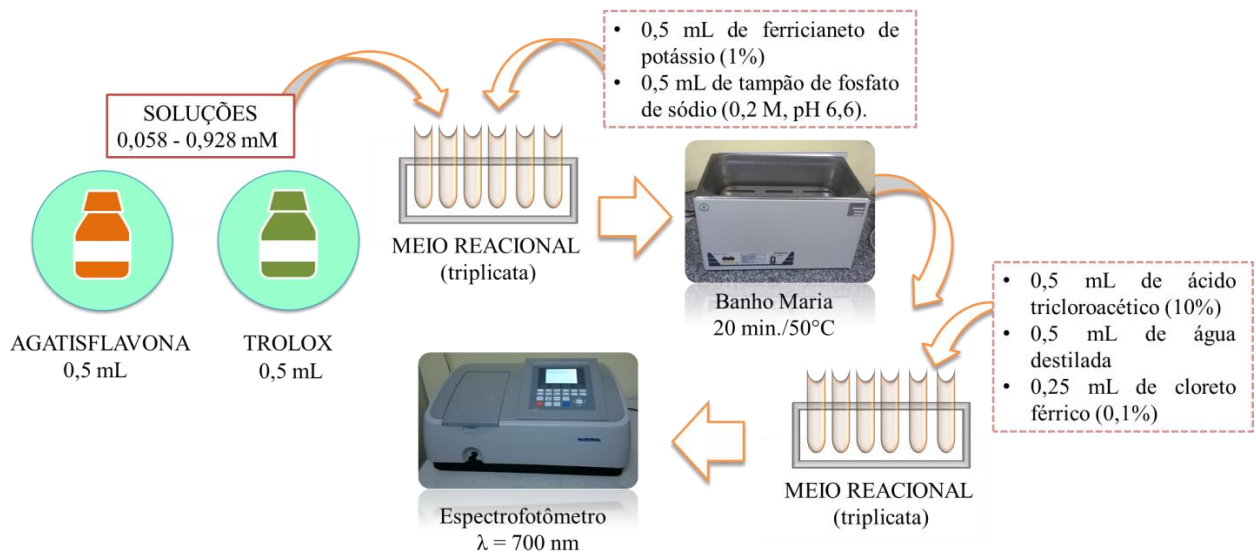 • 0,5 mL de ferricianeto de
potássio (1%)
• 0,5 mL de tampão de fosfato
de sódio (0,2 M, pH 6,6).
SOLUÇÕES
0,058 - 0,928 mM
AGATISFLAVONA
0,5 mL
TROLOX
0,5 mL
MEIO REACIONAL
(triplicata)
Banho Maria
20 min./50°C
• 0,5 mL de ácido
tricloroacético (10%)
• 0,5 mL de água
destilada
• 0,25 mL de cloreto
férrico (0,1%)
MEIO REACIONAL
(triplicata)
Espectrofotômetro
λ = 700 nm